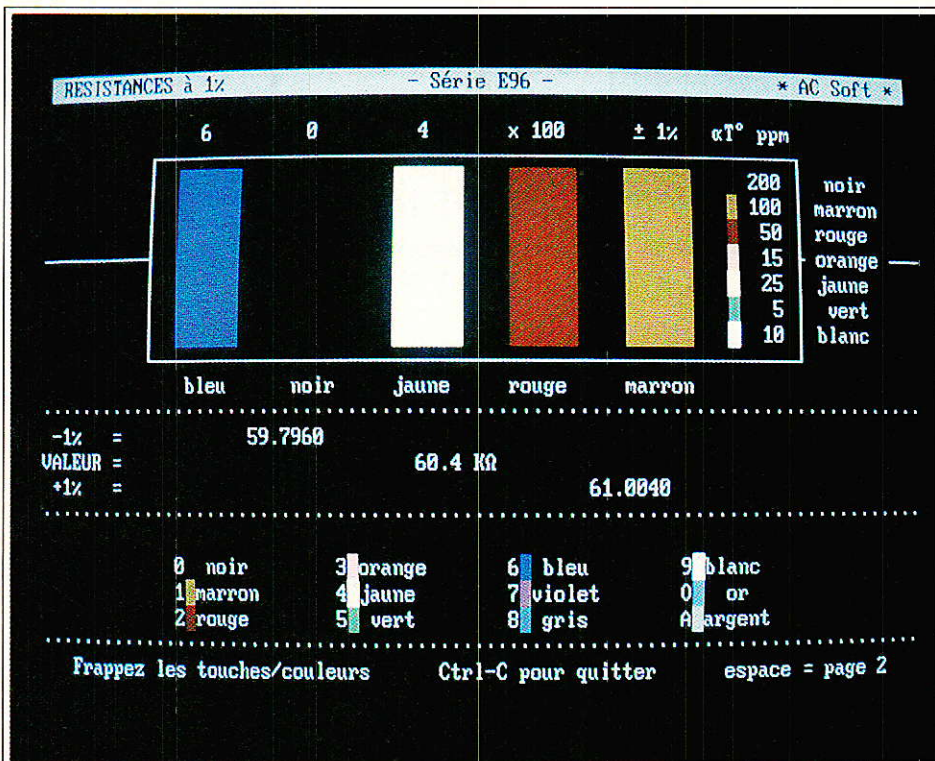 RESISTANCES à 1% - Série E96 - * AC Soft *
6 0 4 x 100 ± 1% αT° ppm
200 noir
100 marron
50 rouge
15 orange
25 jaune
5 vert
10 blanc
bleu noir jaune rouge marron
-1% = 59.7960
VALEUR = 60.4 KΩ
+1% = 61.0040
0 noir 3 orange 6 bleu 9 blanc
1 marron 4 jaune 7 violet O or
2 rouge 5 vert 8 gris A argent
Frappez les touches/couleurs Ctrl-C pour quitter espace = page 2